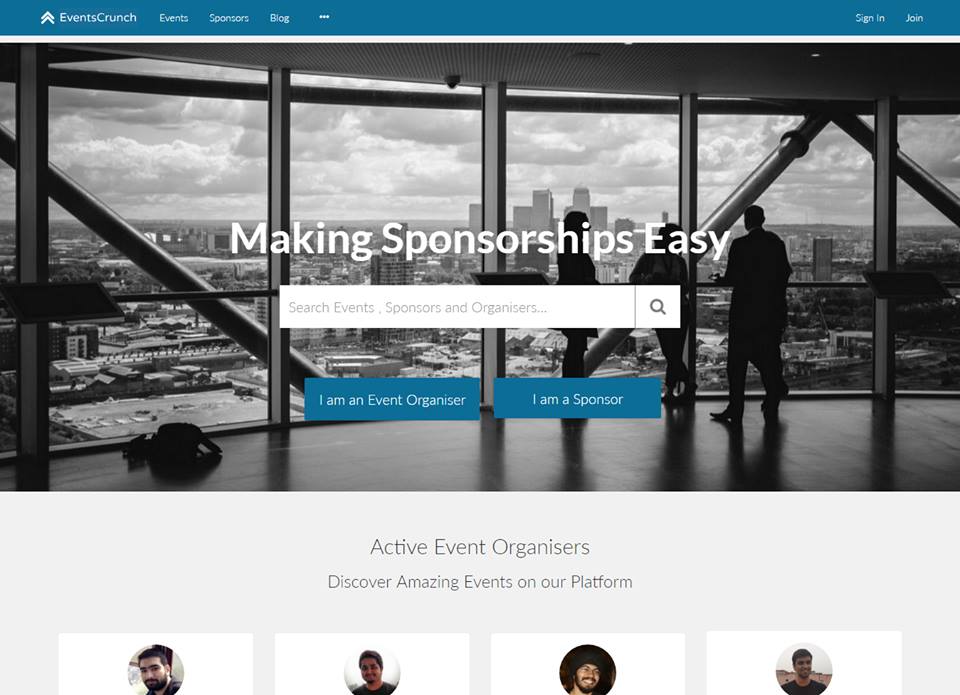 EventsCrunch Events Sponsors Blog ••• Sign In Join
Making Sponsorships Easy
Search Events , Sponsors and Organisers...
I am an Event Organiser I am a Sponsor
Active Event Organisers
Discover Amazing Events on our Platform